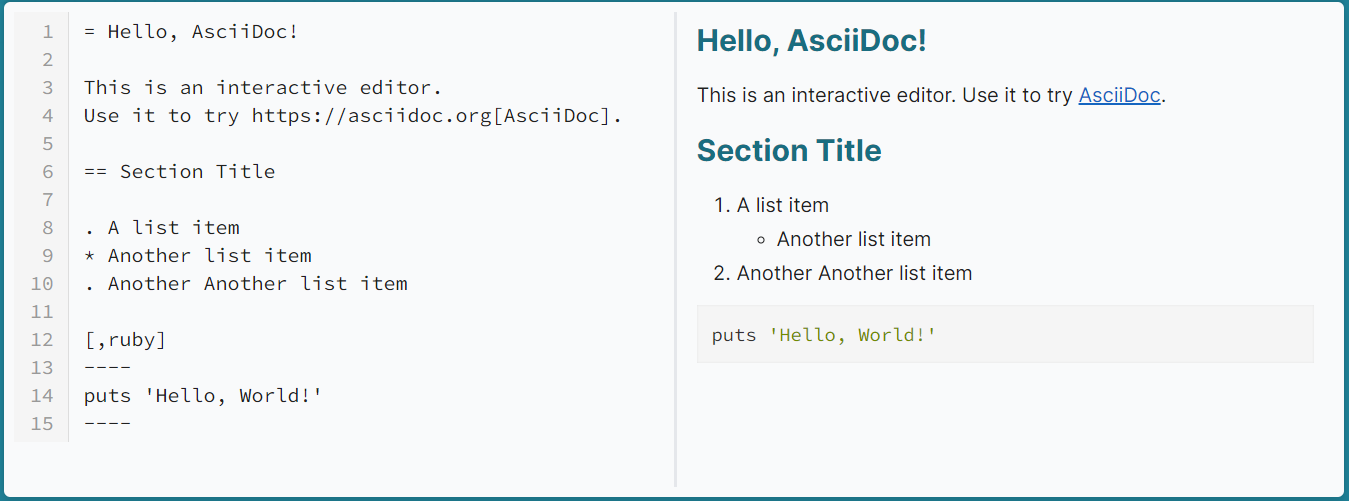 1 = Hello, AsciiDoc!
2
3 This is an interactive editor.
4 Use it to try https://asciidoc.org[AsciiDoc].
5
6 == Section Title
7
8 . A list item
9 * Another list item
10 . Another Another list item
11
12 [,ruby]
13 ----
14 puts 'Hello, World!'
15 ----
Hello, AsciiDoc!
This is an interactive editor. Use it to try AsciiDoc.
Section Title
1. A list item
◦ Another list item
2. Another Another list item
puts 'Hello, World!'